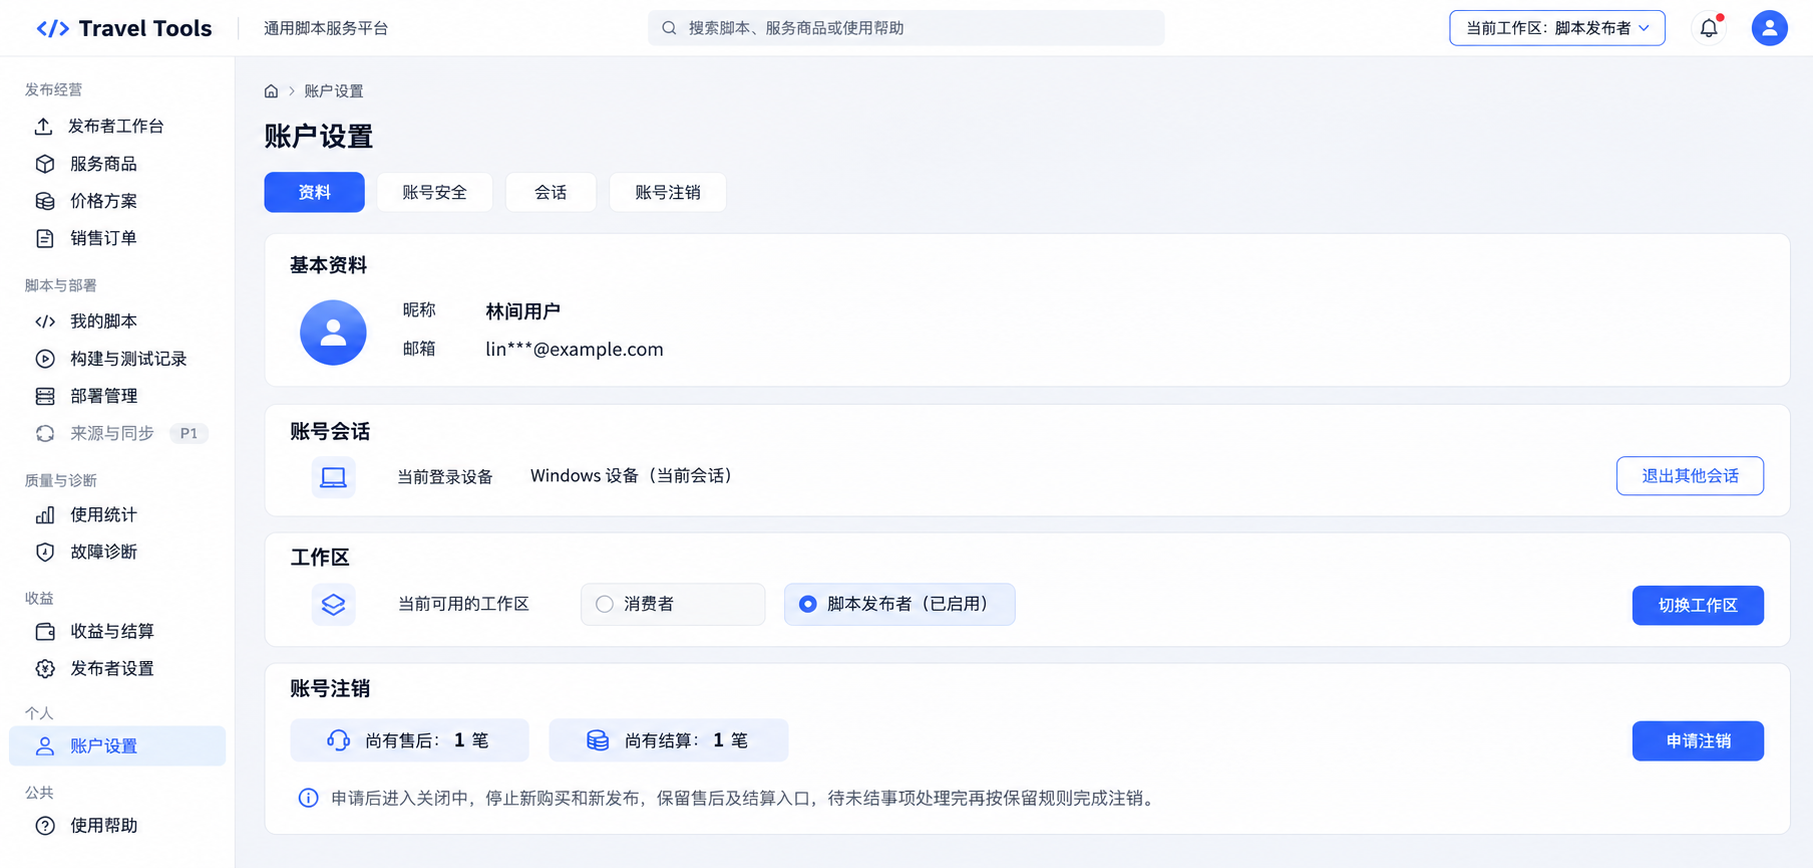 </> Travel Tools
通用脚本服务平台
搜索脚本、服务商品或使用帮助
当前工作区：脚本发布者
发布经营
发布者工作台
服务商品
价格方案
销售订单
脚本与部署
</> 我的脚本
构建与测试记录
部署管理
来源与同步 P1
质量与诊断
使用统计
故障诊断
收益
收益与结算
发布者设置
个人
账户设置
公共
使用帮助
账户设置
账户设置
资料
账号安全
会话
账号注销
基本资料
昵称 林间用户
邮箱 lin***@example.com
账号会话
当前登录设备 Windows 设备（当前会话）
退出其他会话
工作区
当前可用的工作区 消费者 脚本发布者（已启用）
切换工作区
账号注销
尚有售后：1 笔 尚有结算：1 笔
申请注销
申请后进入关闭中，停止新购买和新发布，保留售后及结算入口，待未结事项处理完再按保留规则完成注销。